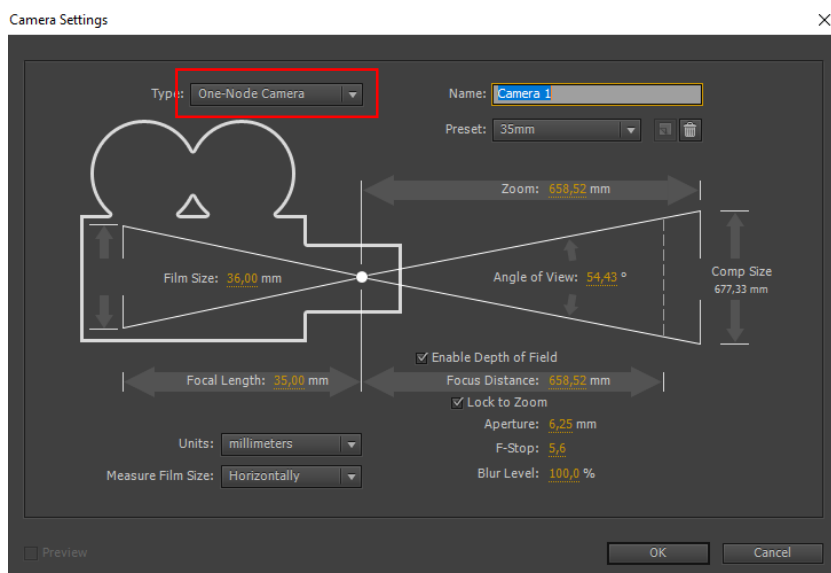 Camera Settings
Type: One-Node Camera
Name: Camera 1
Preset: 35mm
Zoom: 658,52 mm
Film Size: 36,00 mm
Angle of View: 54,43 °
Comp Size
677,33 mm
Enable Depth of Field
Focal Length: 35,00 mm
Focus Distance: 658,52 mm
Lock to Zoom
Aperture: 6,25 mm
Units: millimeters
F-Stop: 5,6
Measure Film Size: Horizontally
Blur Level: 100,0 %
Preview
OK
Cancel